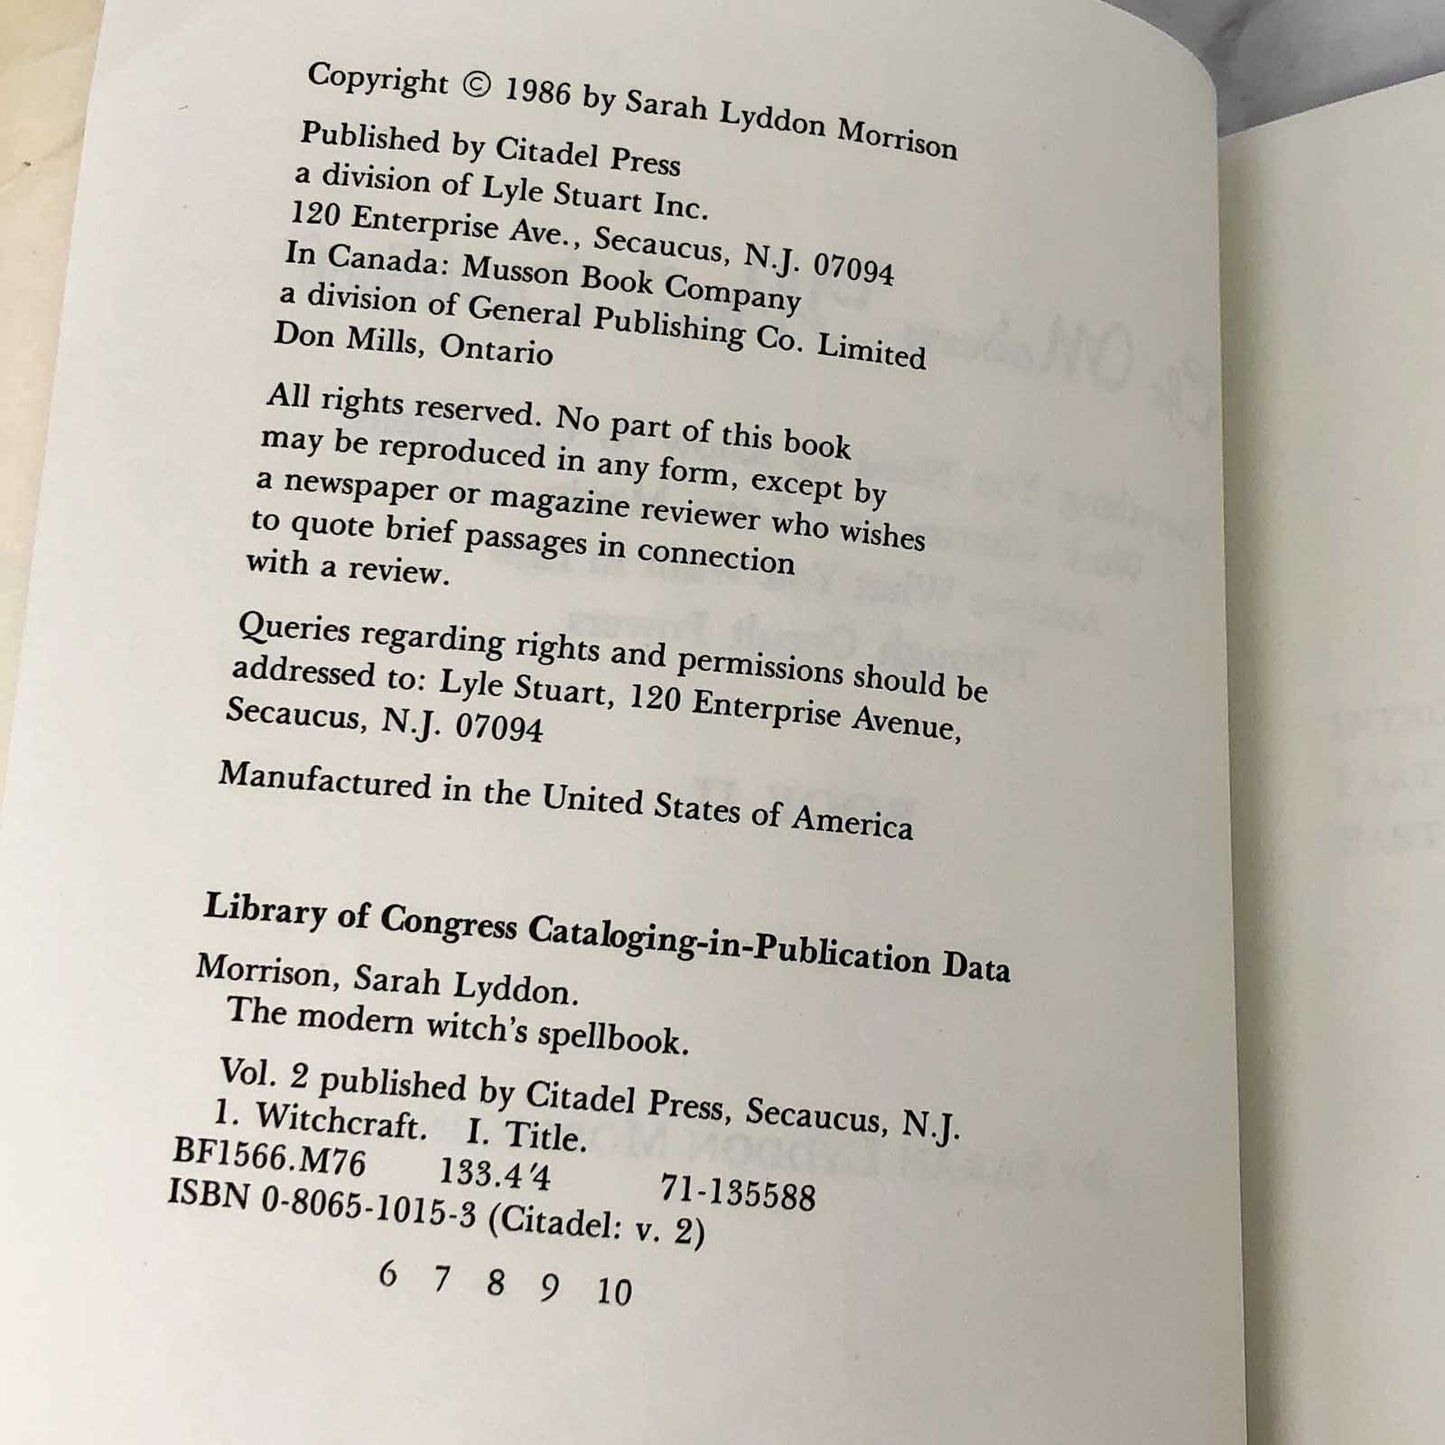 Copyright © 1986 by Sarah Lyddon Morrison
Published by Citadel Press
a division of Lyle Stuart Inc.
120 Enterprise Ave., Secaucus, N.J. 07094
In Canada: Musson Book Company
a division of General Publishing Co. Limited
Don Mills, Ontario
All rights reserved. No part of this book
may be reproduced in any form, except by
a newspaper or magazine reviewer who wishes
to quote brief passages in connection
with a review.
Queries regarding rights and permissions should be
addressed to: Lyle Stuart, 120 Enterprise Avenue,
Secaucus, N.J. 07094
Manufactured in the United States of America
Library of Congress Cataloging-in-Publication Data
Morrison, Sarah Lyddon.
The modern witch's spellbook.
Vol. 2 published by Citadel Press, Secaucus, N.J.
1. Witchcraft. I. Title.
BF1566.M76 133.4′4 71-135588
ISBN 0-8065-1015-3 (Citadel: v. 2)
6 7 8 9 10